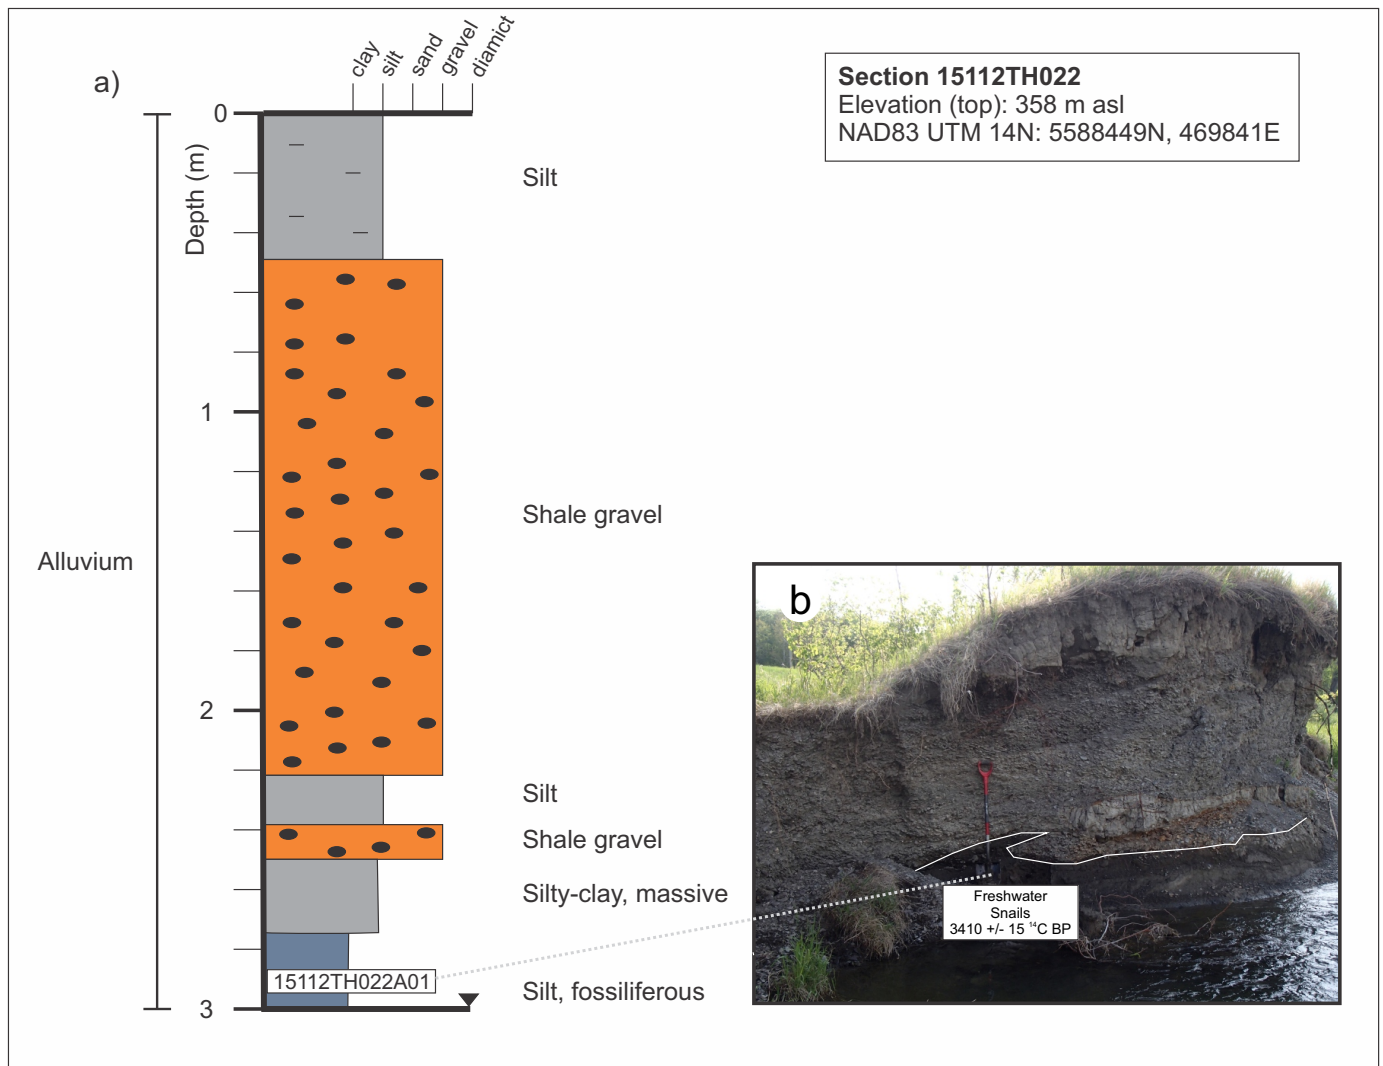 a)
clay
silt
sand
gravel
diamict
Section 15112TH022
Elevation (top): 358 m asl
NAD83 UTM 14N: 5588449N, 469841E
0
Depth (m)
Silt
1
Shale gravel
Alluvium
b
2
Silt
Shale gravel
Silty-clay, massive
Freshwater
Snails
3410 +/- 15 ¹⁴C BP
15112TH022A01
Silt, fossiliferous
3